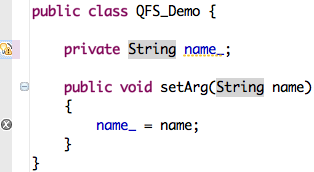 public class QFS_Demo {
private String name_;
public void setArg(String name)
{
name_ = name;
}
}